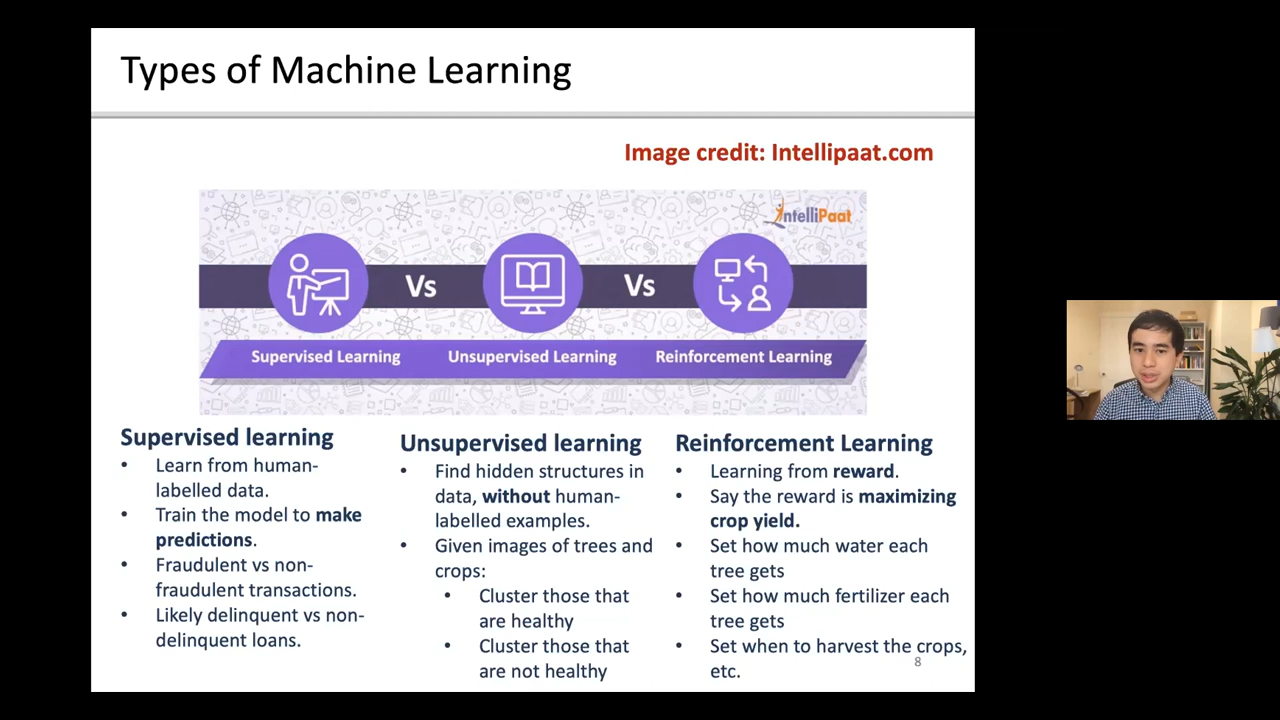 Types of Machine Learning
Image credit: Intellipaat.com
IntelliPaat
Vs
Vs
Supervised Learning
Unsupervised Learning
Reinforcement Learning
Supervised learning
• Learn from human-
labelled data.
• Train the model to make
predictions.
• Fraudulent vs non-
fraudulent transactions.
• Likely delinquent vs non-
delinquent loans.
Unsupervised learning
• Find hidden structures in
data, without human-
labelled examples.
• Given images of trees and
crops:
• Cluster those that
are healthy
• Cluster those that
are not healthy
Reinforcement Learning
• Learning from reward.
• Say the reward is maximizing
crop yield.
• Set how much water each
tree gets
• Set how much fertilizer each
tree gets
• Set when to harvest the crops,
etc.
8